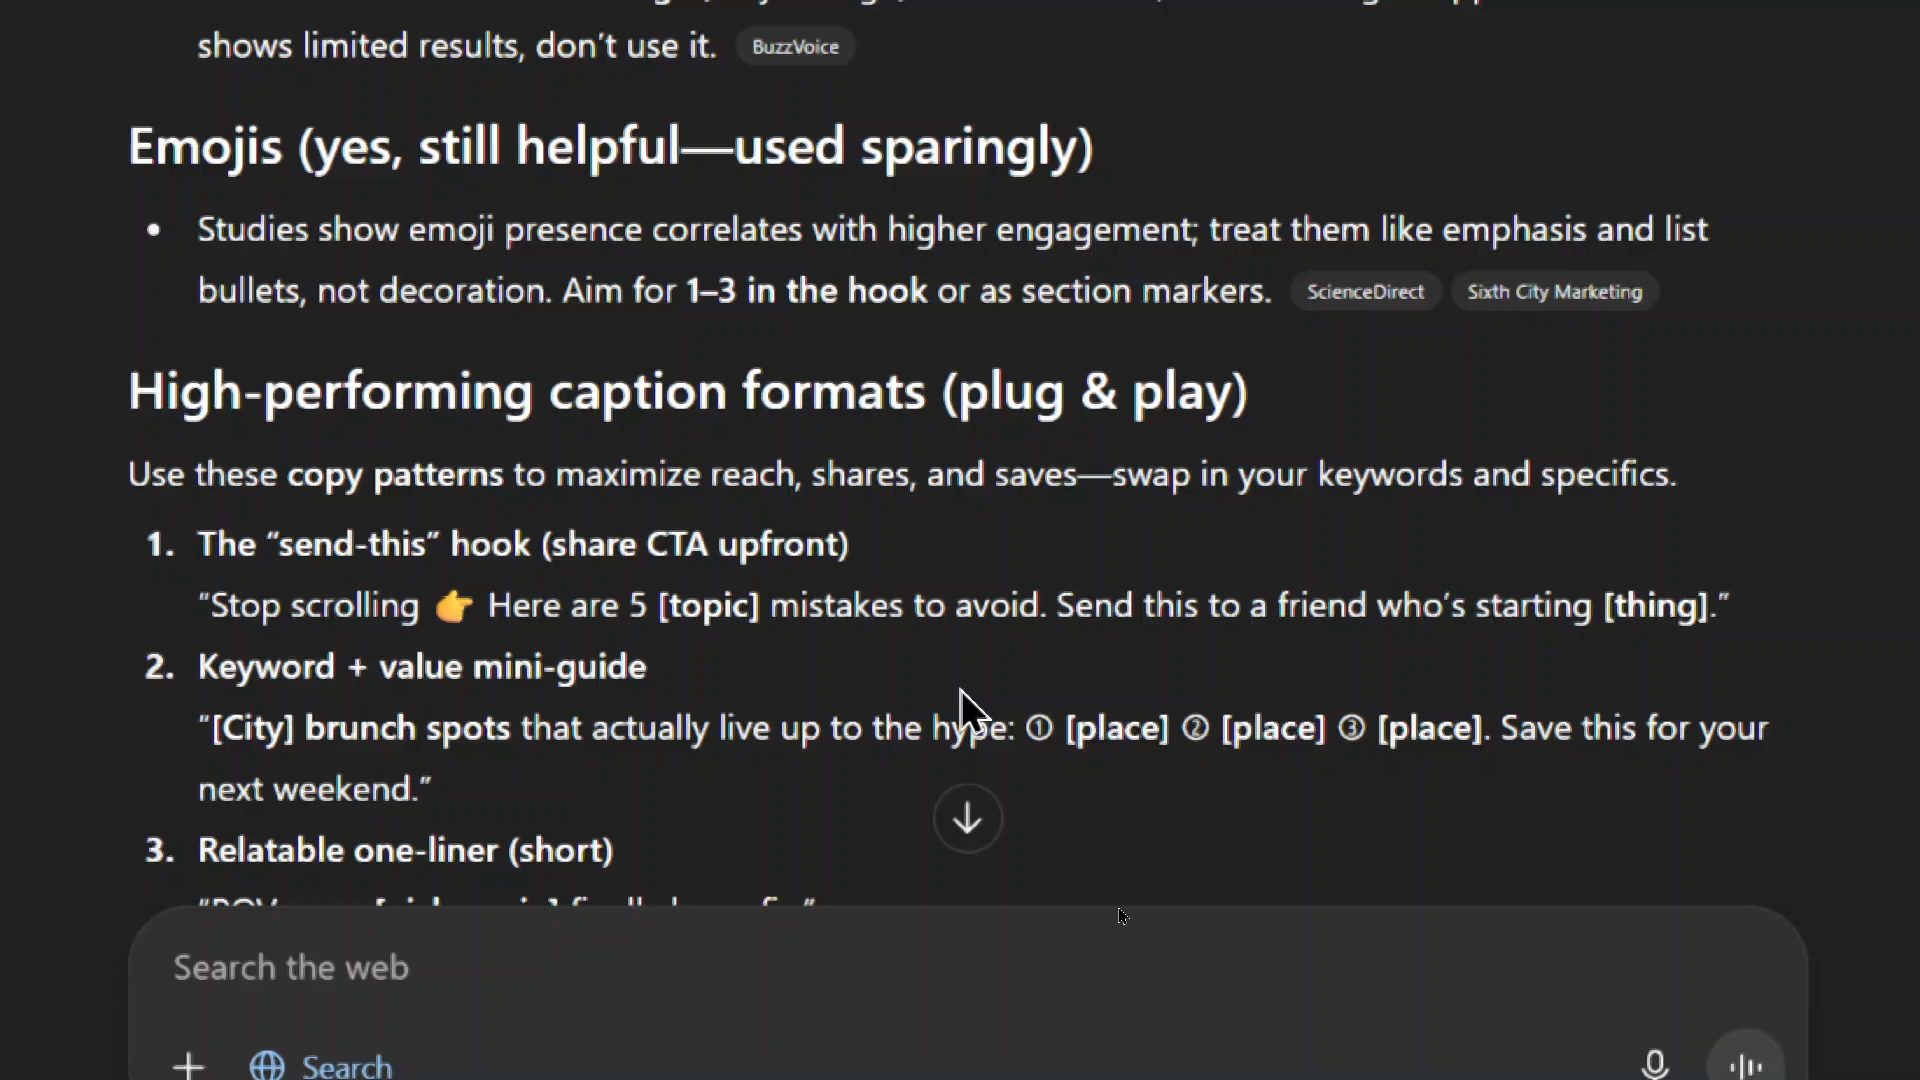 shows limited results, don’t use it. BuzzVoice
Emojis (yes, still helpful—used sparingly)
• Studies show emoji presence correlates with higher engagement; treat them like emphasis and list
bullets, not decoration. Aim for 1–3 in the hook or as section markers. ScienceDirect Sixth City Marketing
High-performing caption formats (plug & play)
Use these copy patterns to maximize reach, shares, and saves—swap in your keywords and specifics.
1. The “send-this” hook (share CTA upfront)
“Stop scrolling 👉 Here are 5 [topic] mistakes to avoid. Send this to a friend who’s starting [thing].”
2. Keyword + value mini-guide
“[City] brunch spots that actually live up to the hype: ① [place] ② [place] ③ [place]. Save this for your
next weekend.”
3. Relatable one-liner (short)
Search the web
Search